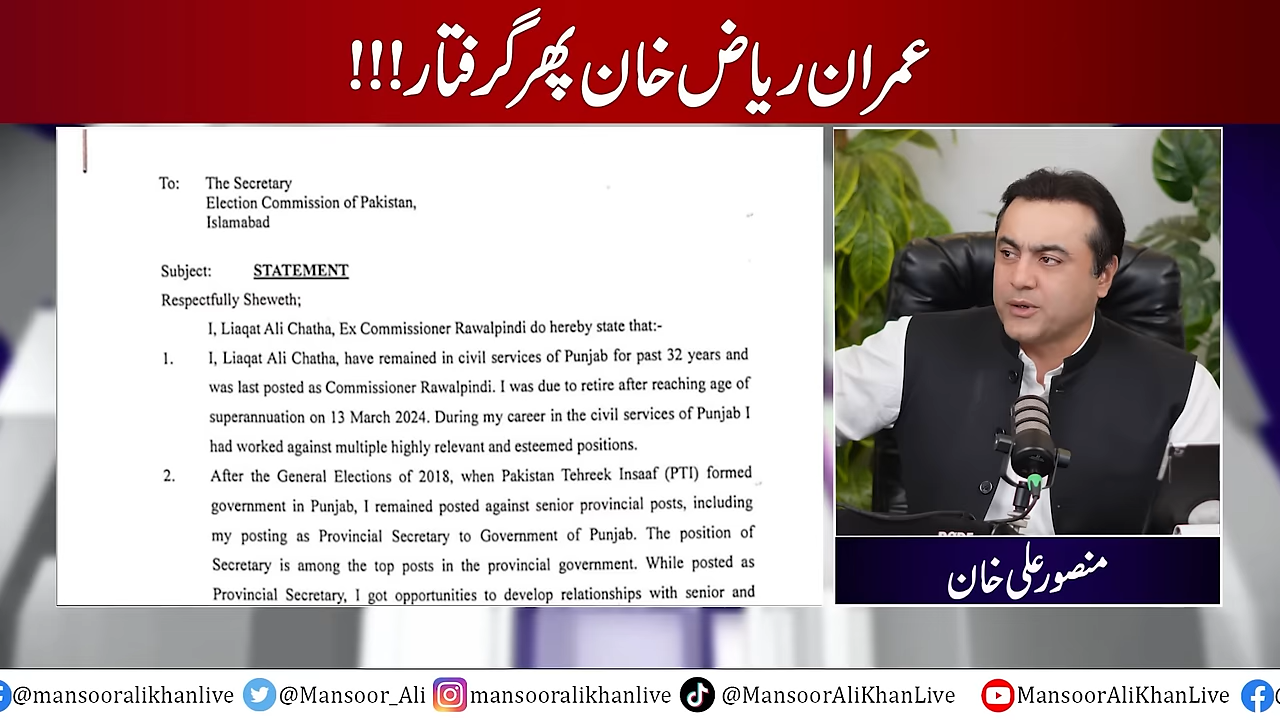 عمران ریاض خان پھر گرفتار!!!
To: The Secretary
Election Commission of Pakistan,
Islamabad
Subject: STATEMENT
Respectfully Sheweth;
I, Liaqat Ali Chatha, Ex Commissioner Rawalpindi do hereby state that:-
1. I, Liaqat Ali Chatha, have remained in civil services of Punjab for past 32 years and
was last posted as Commissioner Rawalpindi. I was due to retire after reaching age of
superannuation on 13 March 2024. During my career in the civil services of Punjab I
had worked against multiple highly relevant and esteemed positions.
2. After the General Elections of 2018, when Pakistan Tehreek Insaaf (PTI) formed
government in Punjab, I remained posted against senior provincial posts, including
my posting as Provincial Secretary to Government of Punjab. The position of
Secretary is among the top posts in the provincial government. While posted as
Provincial Secretary, I got opportunities to develop relationships with senior and
منصور علی خان
@mansooralikhanlive @Mansoor_Ali mansooralikhanlive @MansoorAliKhanLive MansoorAliKhanLive